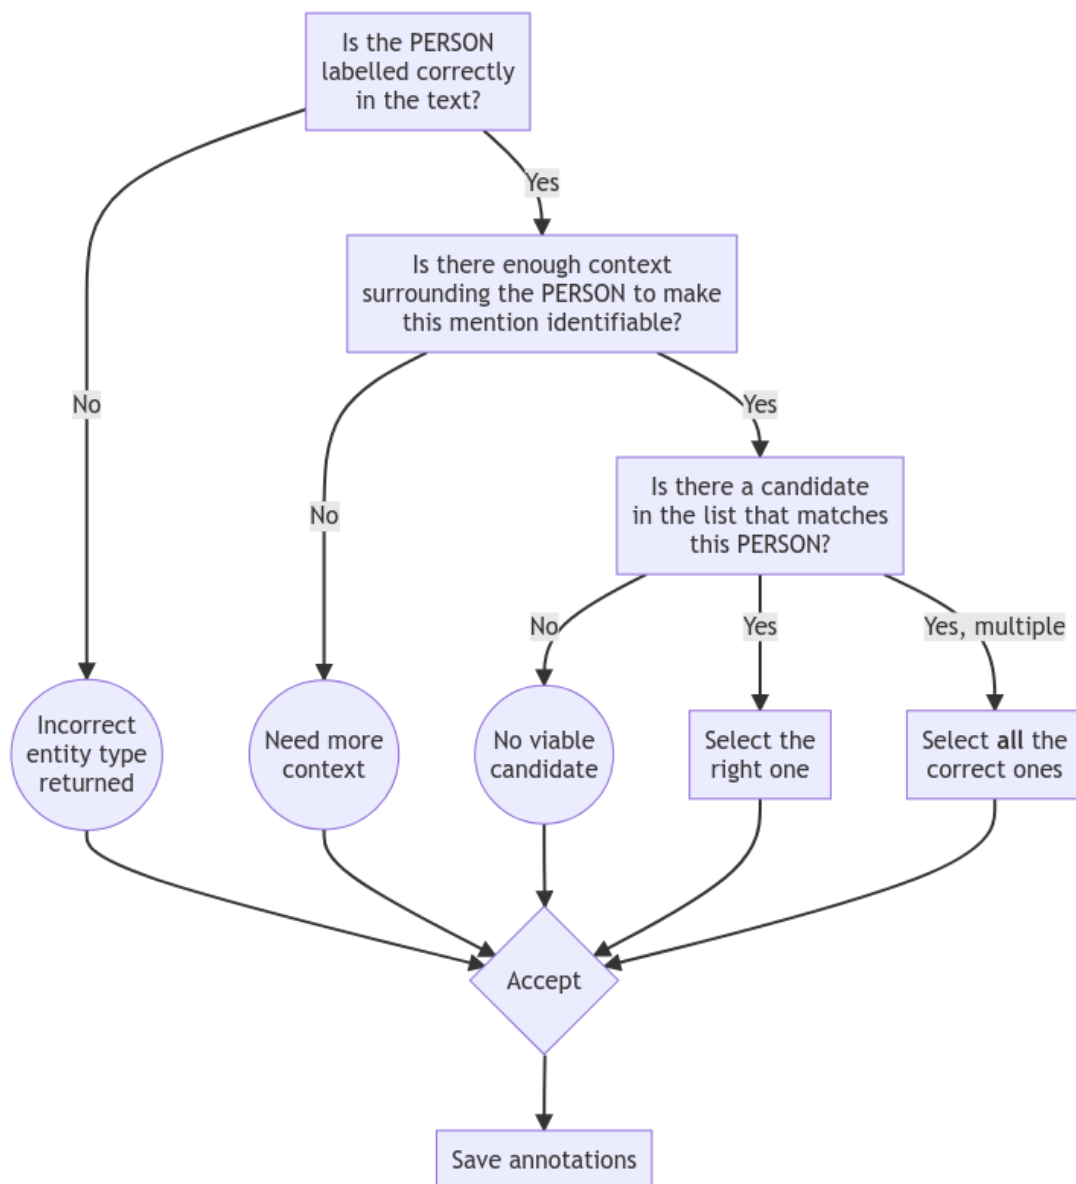 Is the PERSON
labelled correctly
in the text?
Yes
Is there enough context
surrounding the PERSON to make
this mention identifiable?
No
Yes
Is there a candidate
in the list that matches
this PERSON?
No
No
Yes
Yes, multiple
Incorrect
entity type
returned
Need more
context
No viable
candidate
Select the
right one
Select all the
correct ones
Accept
Save annotations